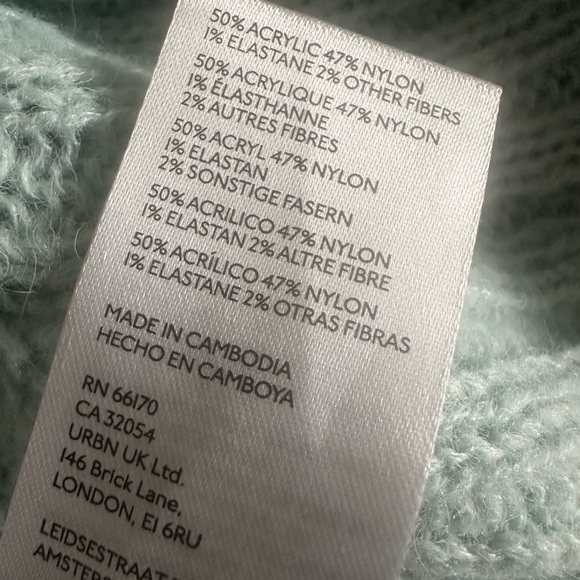 50% ACRYLIC 47% NYLON
1% ELASTANE 2% OTHER FIBERS
50% ACRYLIQUE 47% NYLON
1% ÉLASTHANNE
2% AUTRES FIBRES
50% ACRYL 47% NYLON
1% ELASTAN
2% SONSTIGE FASERN
50% ACRILICO 47% NYLON
1% ELASTAN 2% ALTRE FIBRE
50% ACRÍLICO 47% NYLON
1% ELASTANE 2% OTRAS FIBRAS
MADE IN CAMBODIA
HECHO EN CAMBOYA
RN 66170
CA 32054
URBN UK Ltd.
146 Brick Lane,
LONDON, E1 6RU